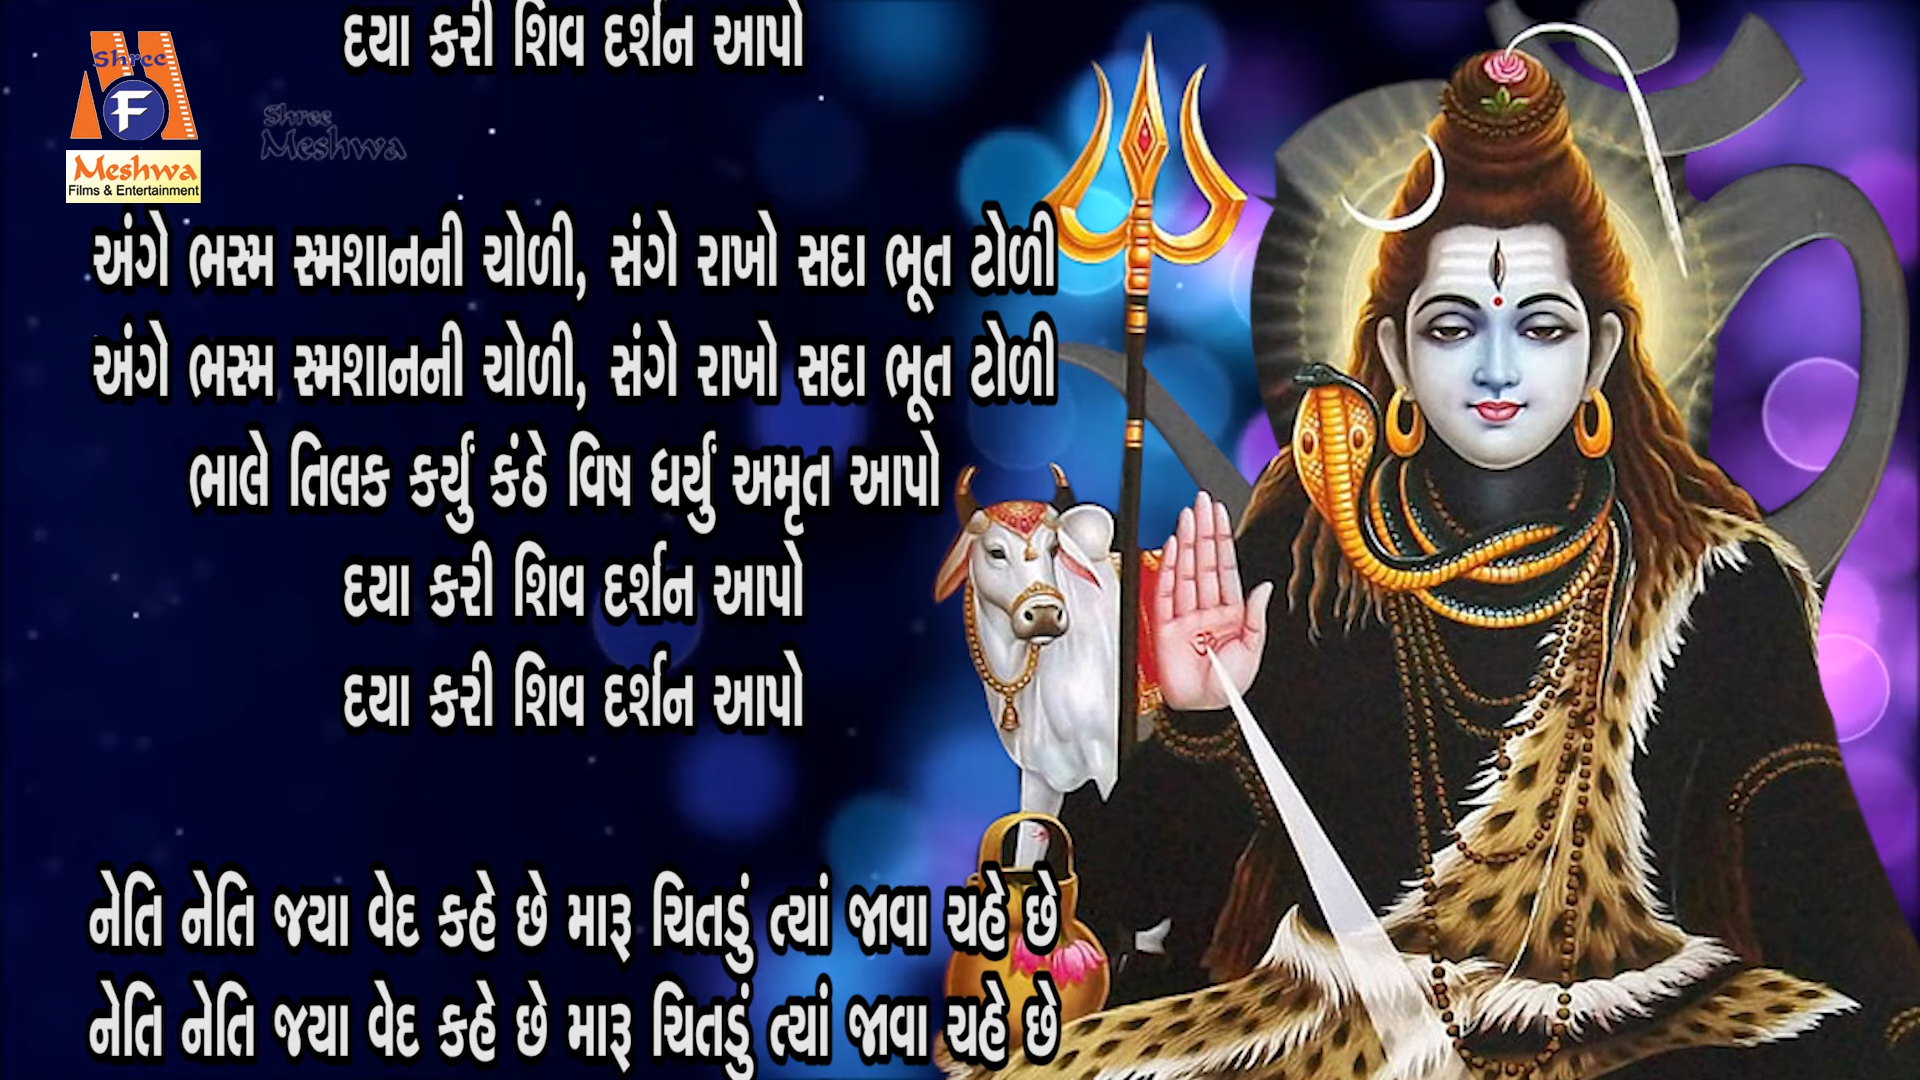 દયા કરી શિવ દર્શન આપો
Shree
F
Meshwa
Films & Entertainment
Shree
Meshwa
અંગે ભસ્મ સ્મશાનની ચોળી, સંગે રાખો સદા ભૂત ટોળી
અંગે ભસ્મ સ્મશાનની ચોળી, સંગે રાખો સદા ભૂત ટોળી
ભાલે તિલક કર્યું કંઠે વિષ ધર્યું અમૃત આપો
દયા કરી શિવ દર્શન આપો
દયા કરી શિવ દર્શન આપો
નેતિ નેતિ જયા વેદ કહે છે મારૂ ચિતડું ત્યાં જાવા ચહે છે
નેતિ નેતિ જયા વેદ કહે છે મારૂ ચિતડું ત્યાં જાવા ચહે છે